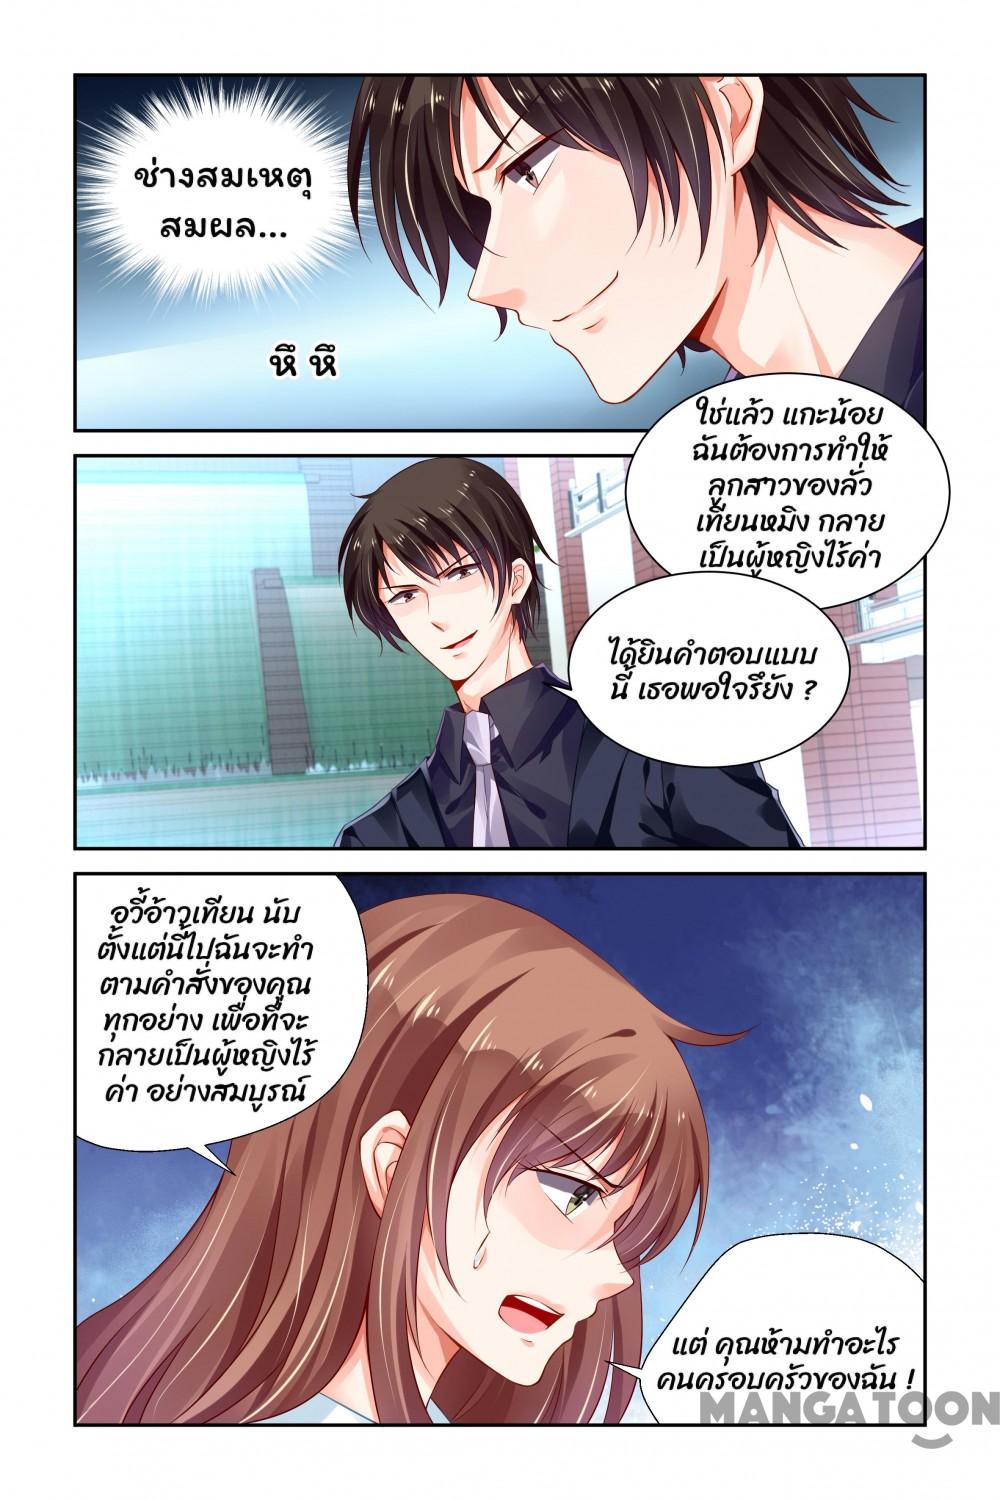 ช่างสมเหตุ
สมผล...
หึ หึ
ใช่แล้ว แกะน้อย
ฉันต้องการทำให้
ลูกสาวของลั่ว
เทียนหมิง กลาย
เป็นผู้หญิงไร้ค่า
ได้ยินคำตอบแบบ
นี้ เธอพอใจรึยัง ?
อวี้อ้าวเทียน นับ
ตั้งแต่นี้ไปฉันจะทำ
ตามคำสั่งของคุณ
ทุกอย่าง เพื่อที่จะ
กลายเป็นผู้หญิงไร้
ค่า อย่างสมบูรณ์
แต่ คุณห้ามทำอะไร
คนครอบครัวของฉัน !
MANGATOON